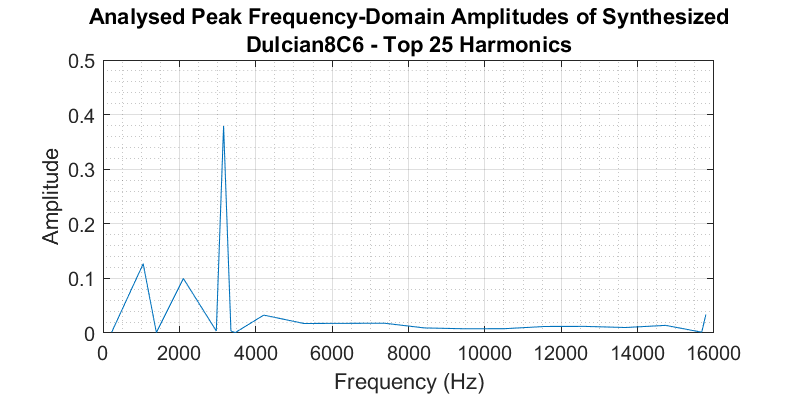 Analysed Peak Frequency-Domain Amplitudes of Synthesized
Dulcian8C6 - Top 25 Harmonics
0.5
0.4
0.3
0.2
0.1
0
Amplitude
0 2000 4000 6000 8000 10000 12000 14000 16000
Frequency (Hz)